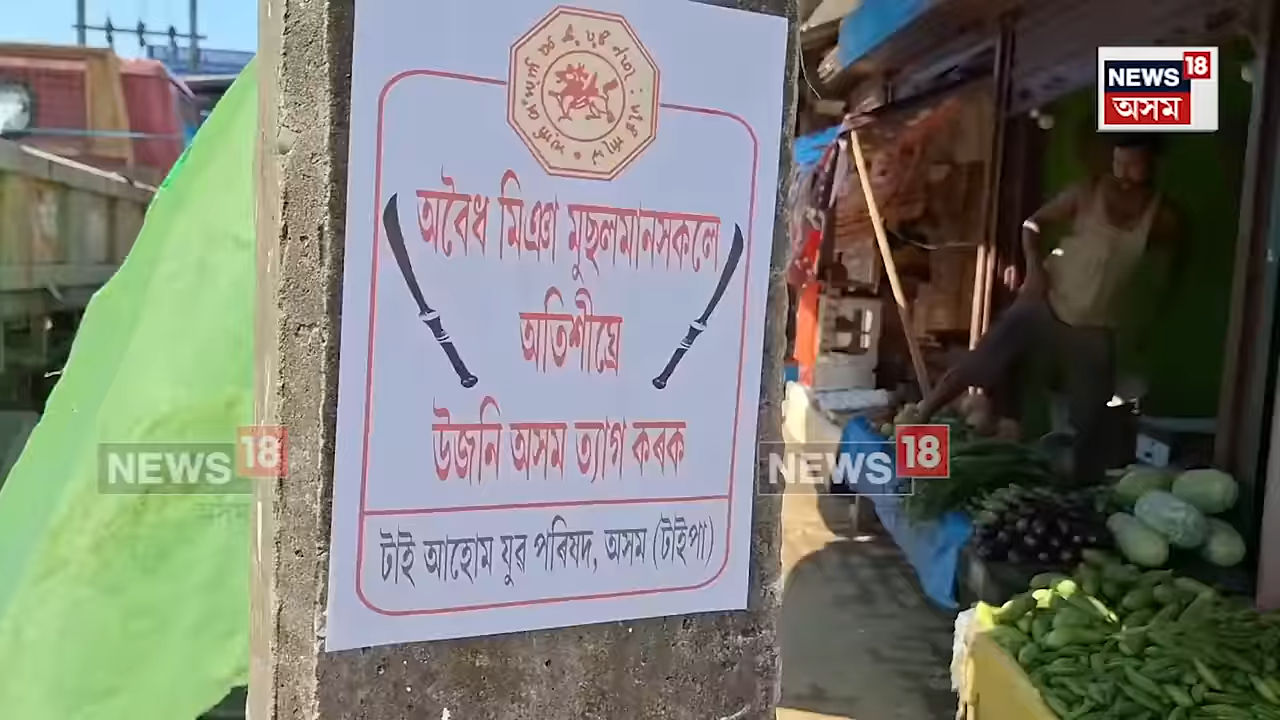 NEWS 18
অসম
অবৈধ মিঞা মুছলমানসকলে
অতিশীঘ্ৰে
উজনি অসম ত্যাগ কৰক
টাই আহোম যুৱ পৰিষদ, অসম (টাইপা)
NEWS 18
NEWS 18